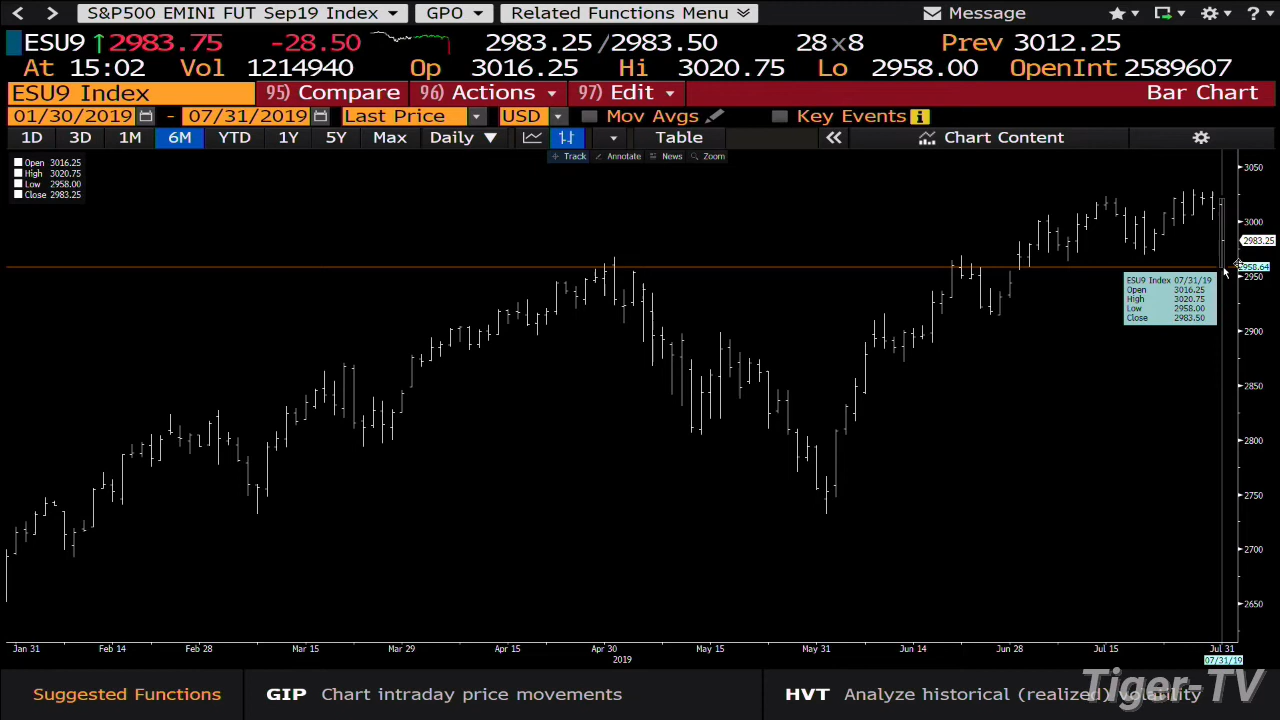 S&P500 EMINI FUT Sep19 Index GPO Related Functions Menu Message
ESU9 ↑2983.75 -28.50 2983.25/2983.50 28x8 Prev 3012.25
At 15:02 Vol 1214940 Op 3016.25 Hi 3020.75 Lo 2958.00 OpenInt 2589607
ESU9 Index 95) Compare 96) Actions 97) Edit Bar Chart
01/30/2019 - 07/31/2019 Last Price USD Mov Avgs Key Events
1D 3D 1M 6M YTD 1Y 5Y Max Daily ▼ Table Chart Content
Track Annotate News Zoom
Open 3016.25
High 3020.75
Low 2958.00
Close 2983.25
3050
3000
2983.25
2958.64
2950
2900
2850
2800
2750
2700
2650
ESU9 Index 07/31/19
Open 3016.25
High 3020.75
Low 2958.00
Close 2983.50
Jan 31 Feb 14 Feb 28 Mar 15 Mar 29 Apr 30 May 15 May 31 Jun 14 Jun 28 Jul 15 Jul 31
2019 07/31/19
Suggested Functions GIP Chart intraday price movements HVT Analyze historical (realized) volatility
Tiger-TV